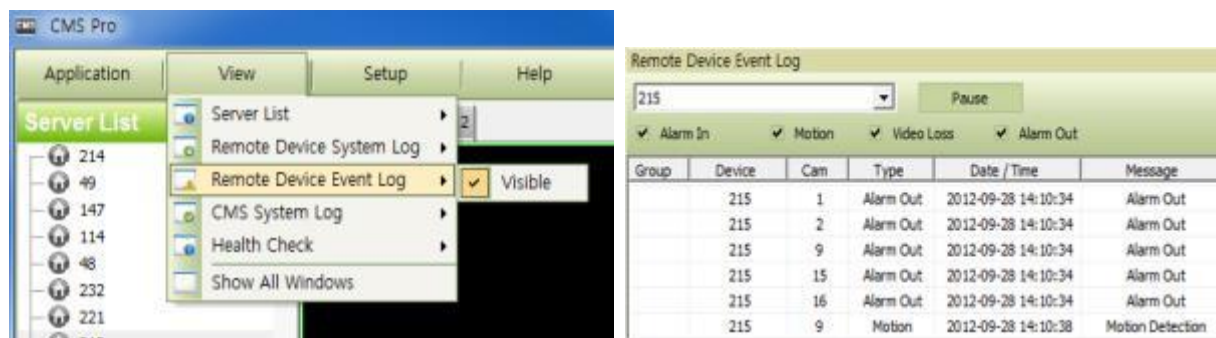 CMS Pro
Application View Setup Help
Server List
214
49
147
114
48
232
221
Server List
Remote Device System Log
Remote Device Event Log
Visible
CMS System Log
Health Check
Show All Windows
2
Remote Device Event Log
215 Pause
Alarm In Motion Video Loss Alarm Out
Group Device Cam Type Date / Time Message
215 1 Alarm Out 2012-09-28 14:10:34 Alarm Out
215 2 Alarm Out 2012-09-28 14:10:34 Alarm Out
215 9 Alarm Out 2012-09-28 14:10:34 Alarm Out
215 15 Alarm Out 2012-09-28 14:10:34 Alarm Out
215 16 Alarm Out 2012-09-28 14:10:34 Alarm Out
215 9 Motion 2012-09-28 14:10:38 Motion Detection